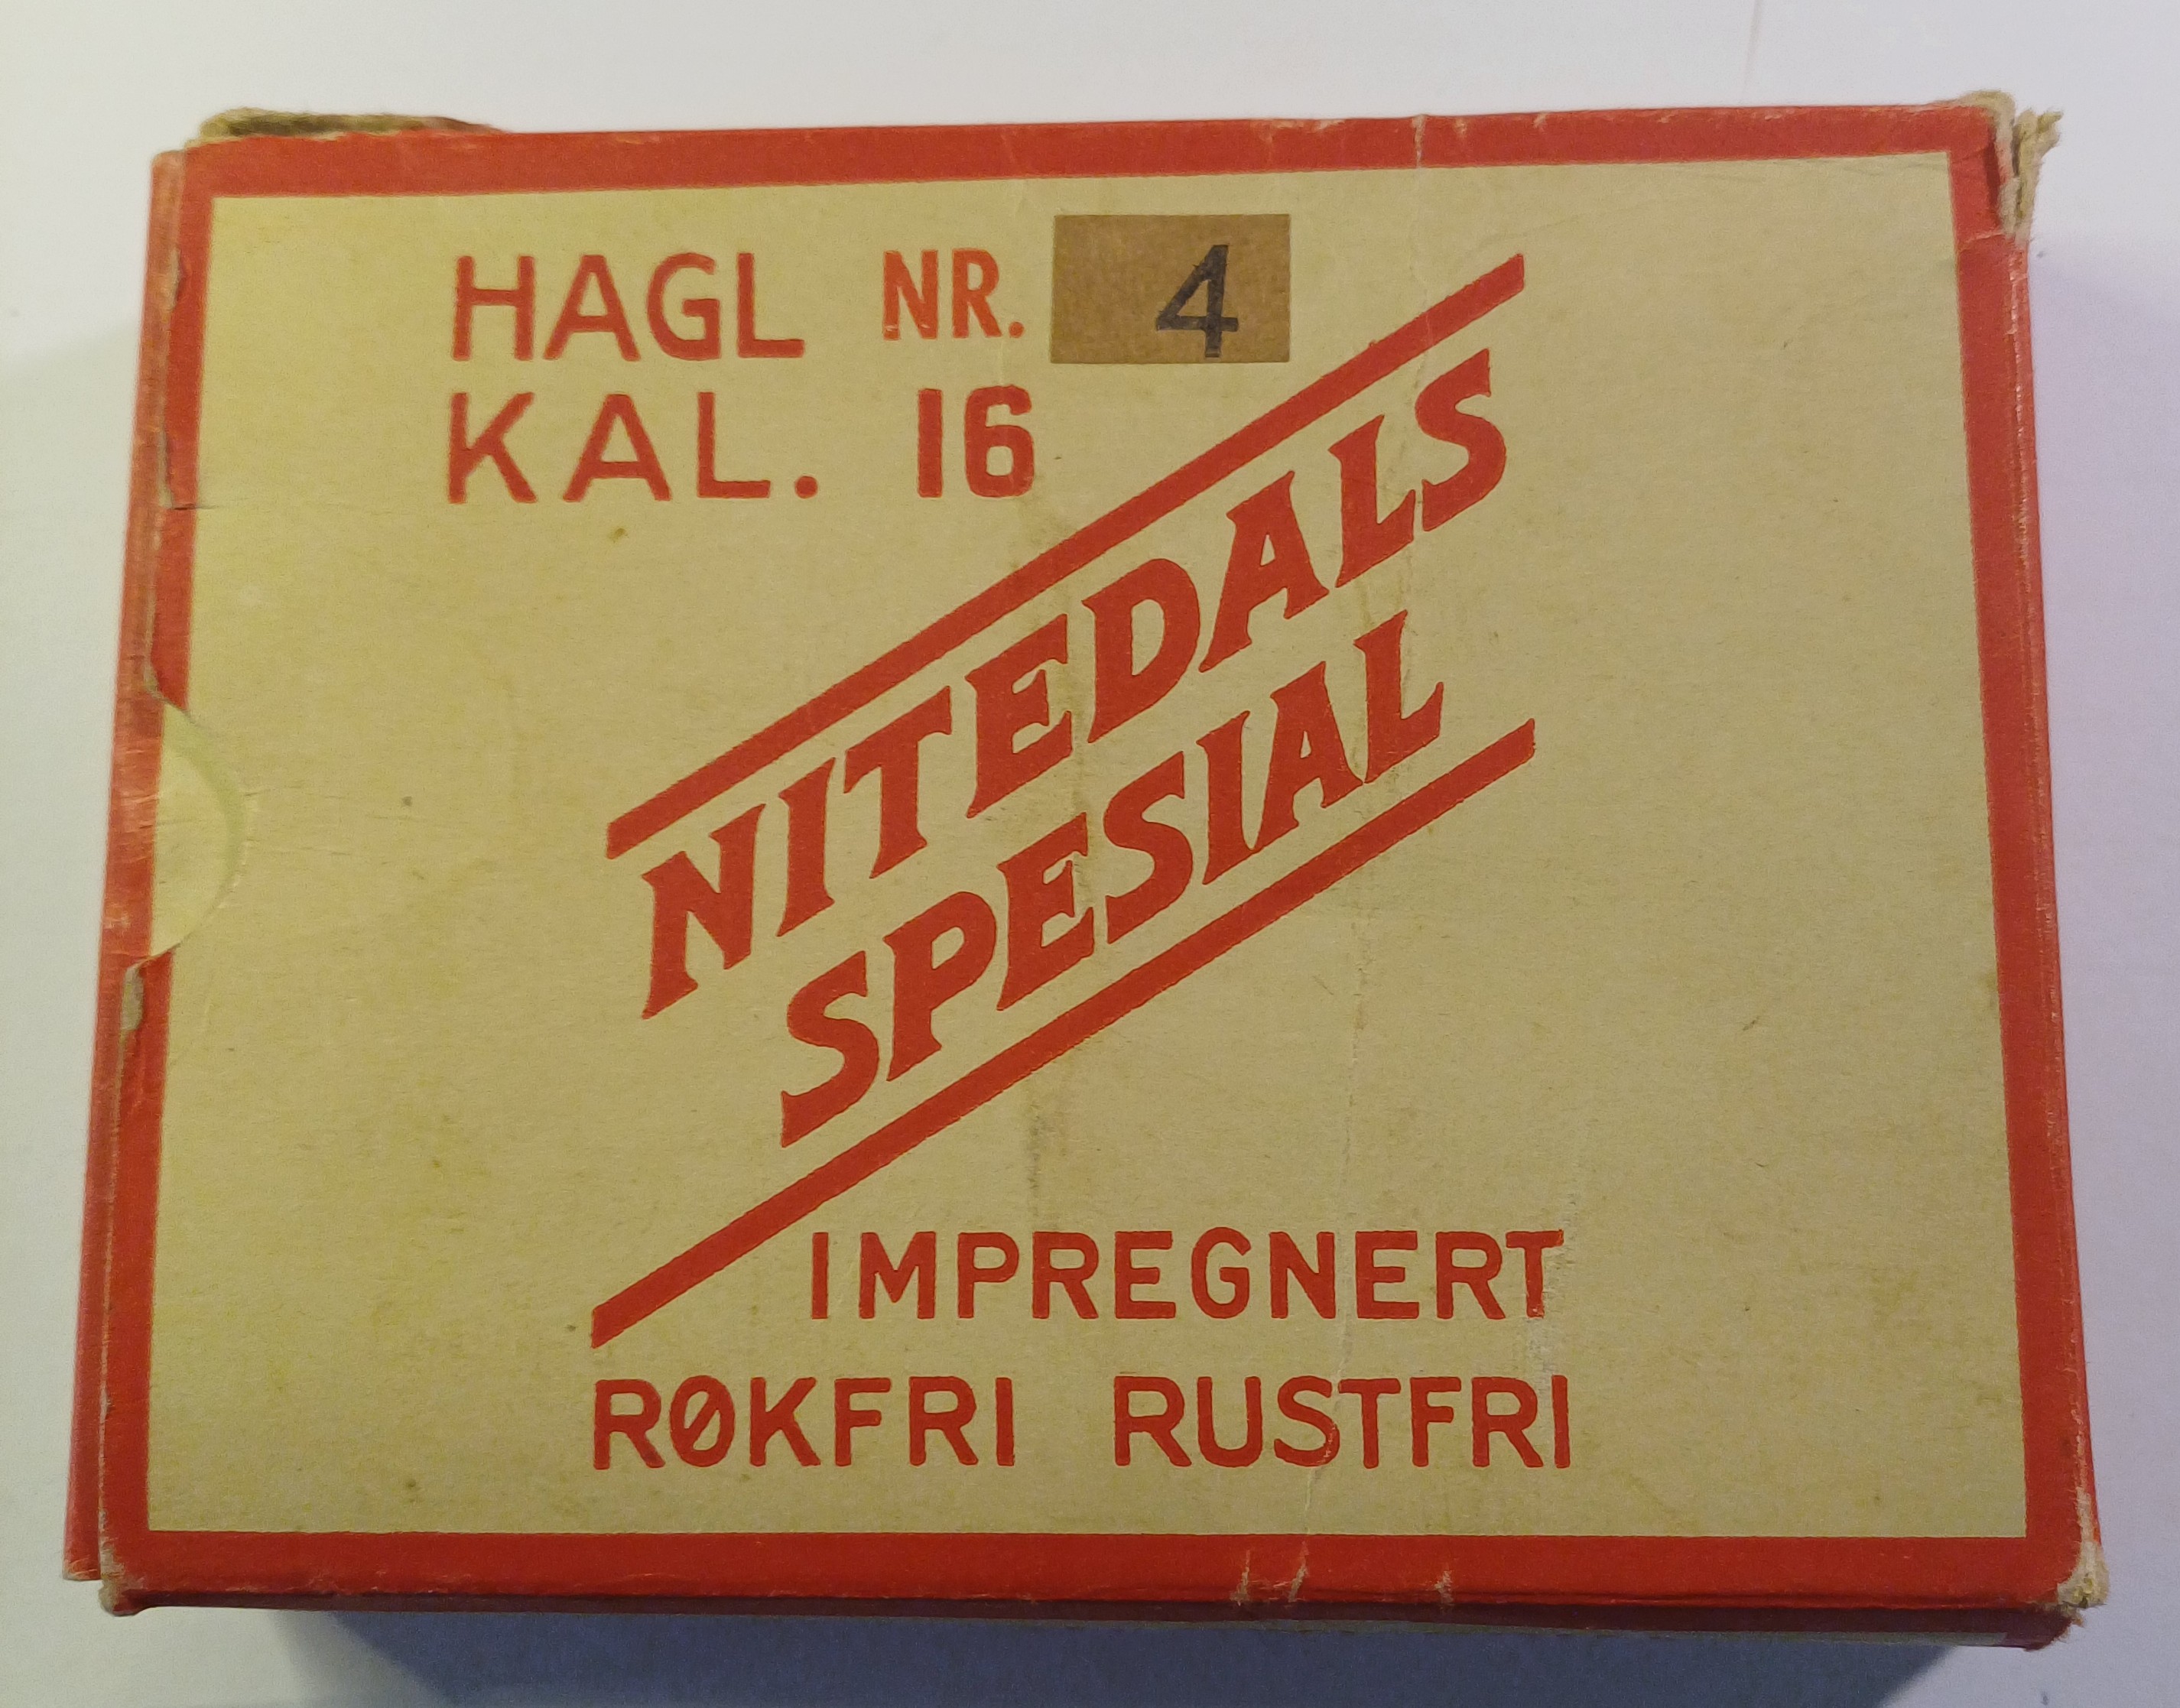 HAGL NR. 4
KAL. 16
NITEDALS
SPESIAL
IMPREGNERT
RØKFRI RUSTFRI